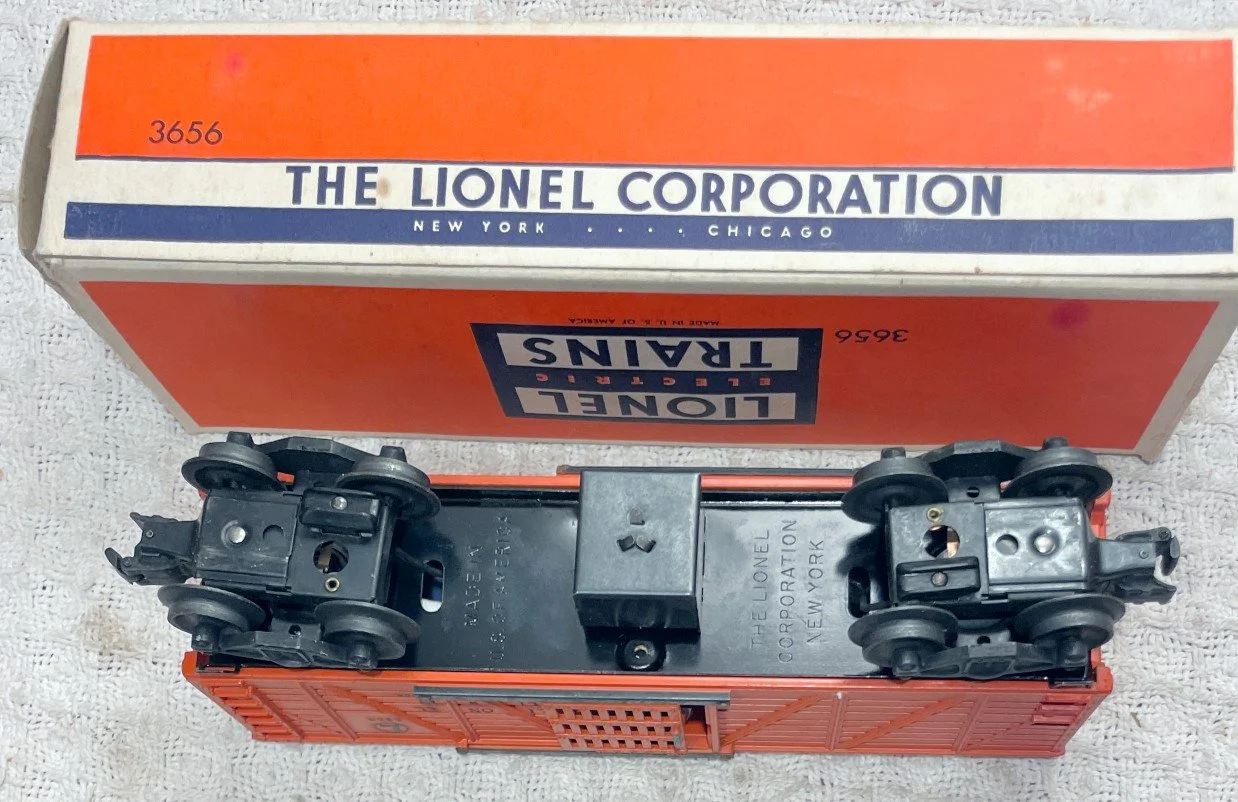 3656
THE LIONEL CORPORATION
NEW YORK . . . . CHICAGO
MADE IN U. S. OF AMERICA
3656
TRAINS
ELECTRIC
LIONEL
MADE IN
U.S. OF AMERICA
THE LIONEL
CORPORATION
NEW YORK